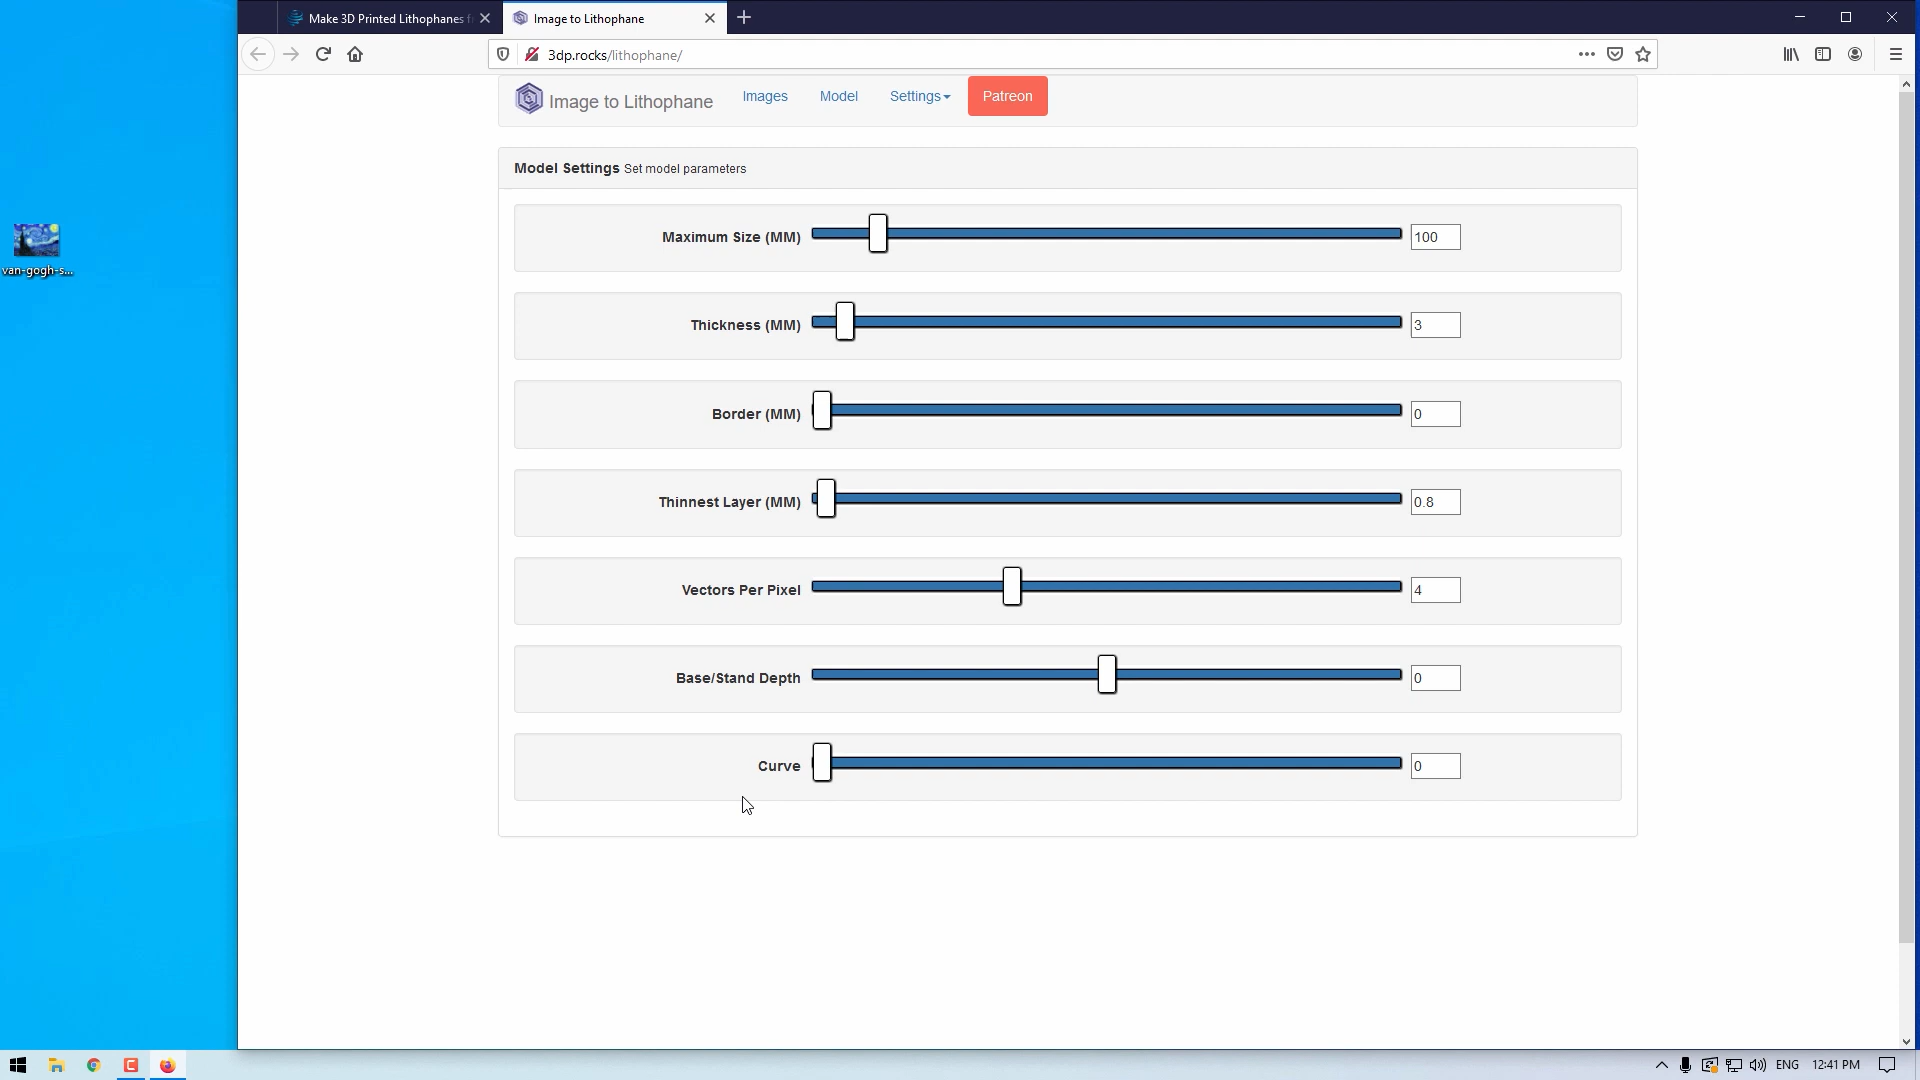 Make 3D Printed Lithophanes f
Image to Lithophane
3dp.rocks/lithophane/
Image to Lithophane
Images
Model
Settings
Patreon
Model Settings Set model parameters
Maximum Size (MM)
100
Thickness (MM)
3
Border (MM)
0
Thinnest Layer (MM)
0.8
Vectors Per Pixel
4
Base/Stand Depth
0
Curve
0
van-gogh-s...
ENG
12:41 PM